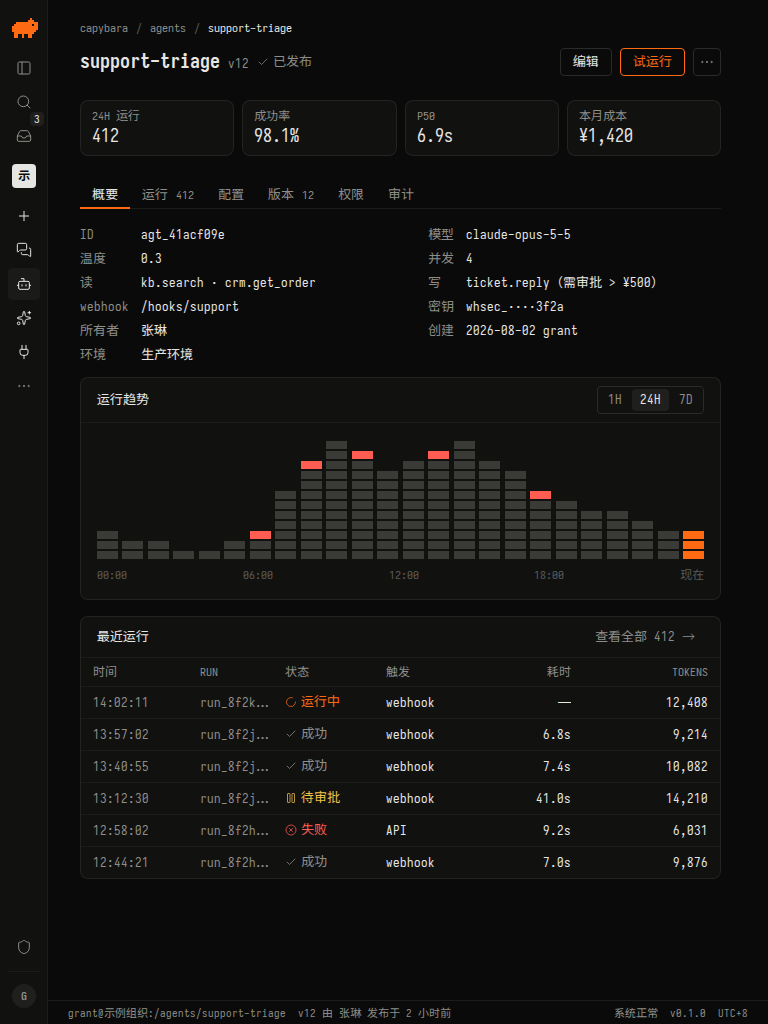 capybara / agents / support-triage
support-triage v12 已发布 编辑 试运行 ...
3
示
24H 运行 成功率 P50 本月成本
412 98.1% 6.9s ¥1,420
概要 运行 412 配置 版本 12 权限 审计
ID agt_41acf09e 模型 claude-opus-5-5
温度 0.3 并发 4
读 kb.search · crm.get_order 写 ticket.reply (需审批 > ¥500)
webhook /hooks/support 密钥 whsec_····3f2a
所有者 张琳 创建 2026-08-02 grant
环境 生产环境
运行趋势 1H 24H 7D
00:00 06:00 12:00 18:00 现在
最近运行 查看全部 412 →
时间 RUN 状态 触发 耗时 TOKENS
14:02:11 run_8f2k... 运行中 webhook — 12,408
13:57:02 run_8f2j... 成功 webhook 6.8s 9,214
13:40:55 run_8f2j... 成功 webhook 7.4s 10,082
13:12:30 run_8f2j... 待审批 webhook 41.0s 14,210
12:58:02 run_8f2h... 失败 API 9.2s 6,031
12:44:21 run_8f2h... 成功 webhook 7.0s 9,876
G
grant@示例组织:/agents/support-triage v12 由 张琳 发布于 2 小时前 系统正常 v0.1.0 UTC+8